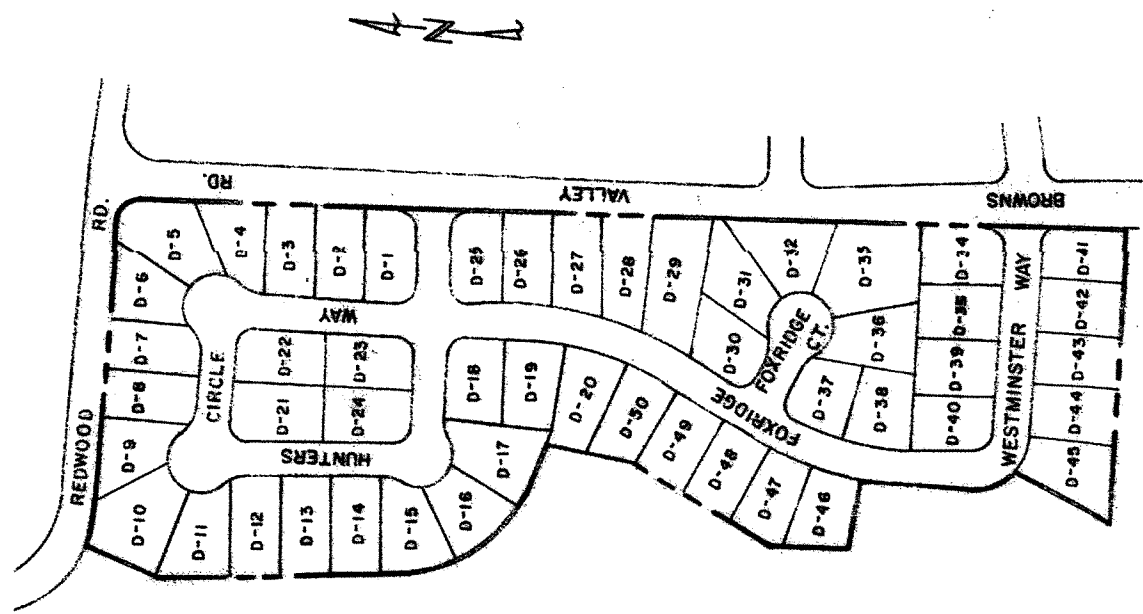 N
REDWOOD RD.
BROWNS VALLEY RD.
HUNTERS CIRCLE
FOXRIDGE WAY
FOXRIDGE
CT.
WESTMINSTER WAY
D-1
D-2
D-3
D-4
D-5
D-6
D-7
D-8
D-9
D-10
D-11
D-12
D-13
D-14
D-15
D-16
D-17
D-18
D-19
D-20
D-21
D-22
D-23
D-24
D-25
D-26
D-27
D-28
D-29
D-30
D-31
D-32
D-33
D-34
D-35
D-36
D-37
D-38
D-39
D-40
D-41
D-42
D-43
D-44
D-45
D-46
D-47
D-48
D-49
D-50